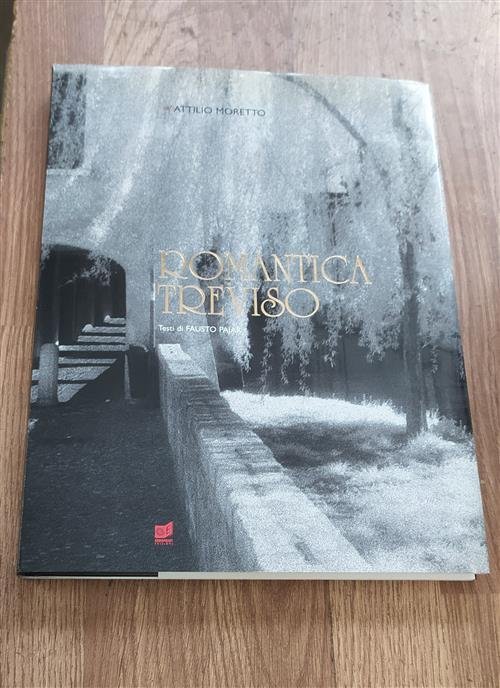 ATTILIO MORETTO
ROMANTICA
TREVISO
Testi di FAUSTO PAJAR